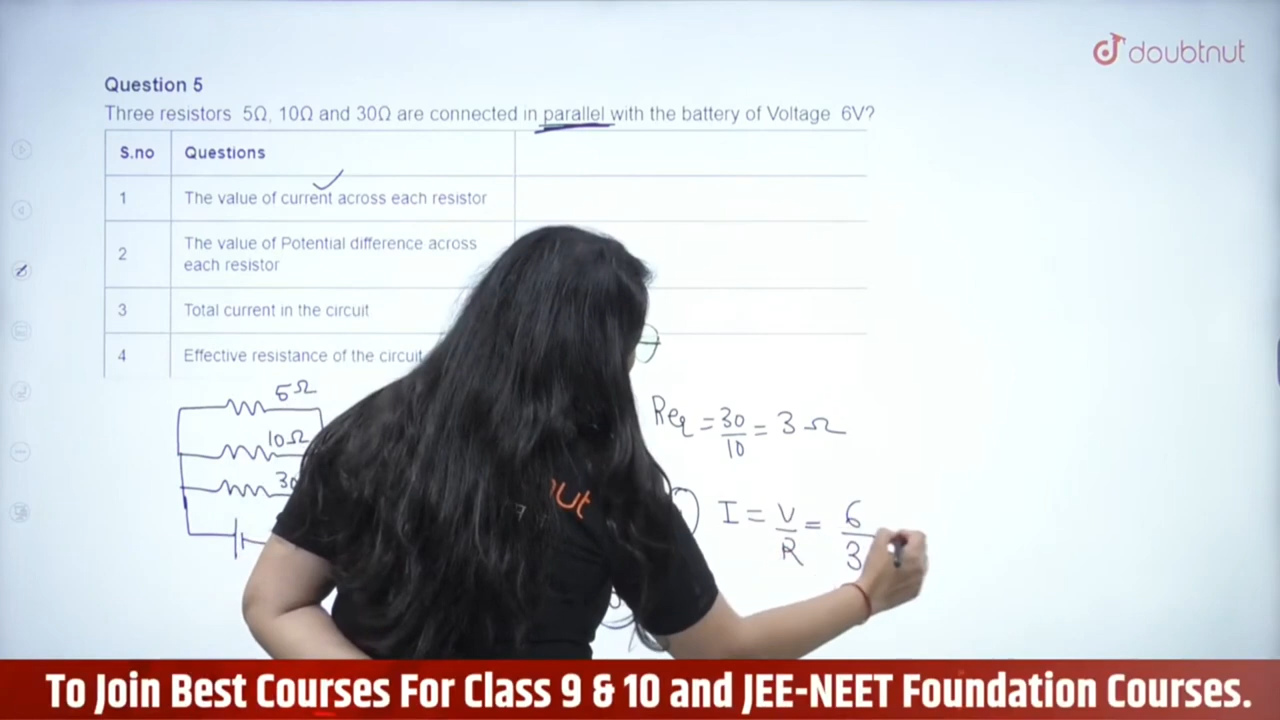 doubtnut
Question 5
Three resistors 5Ω, 10Ω and 30Ω are connected in parallel with the battery of Voltage 6V?
S.no Questions
1 The value of current across each resistor
2 The value of Potential difference across
each resistor
3 Total current in the circuit
4 Effective resistance of the circuit
5Ω
10Ω
30
Req = 30/10 = 3 Ω
I = V/R = 6/3
nut
To Join Best Courses For Class 9 & 10 and JEE-NEET Foundation Courses.